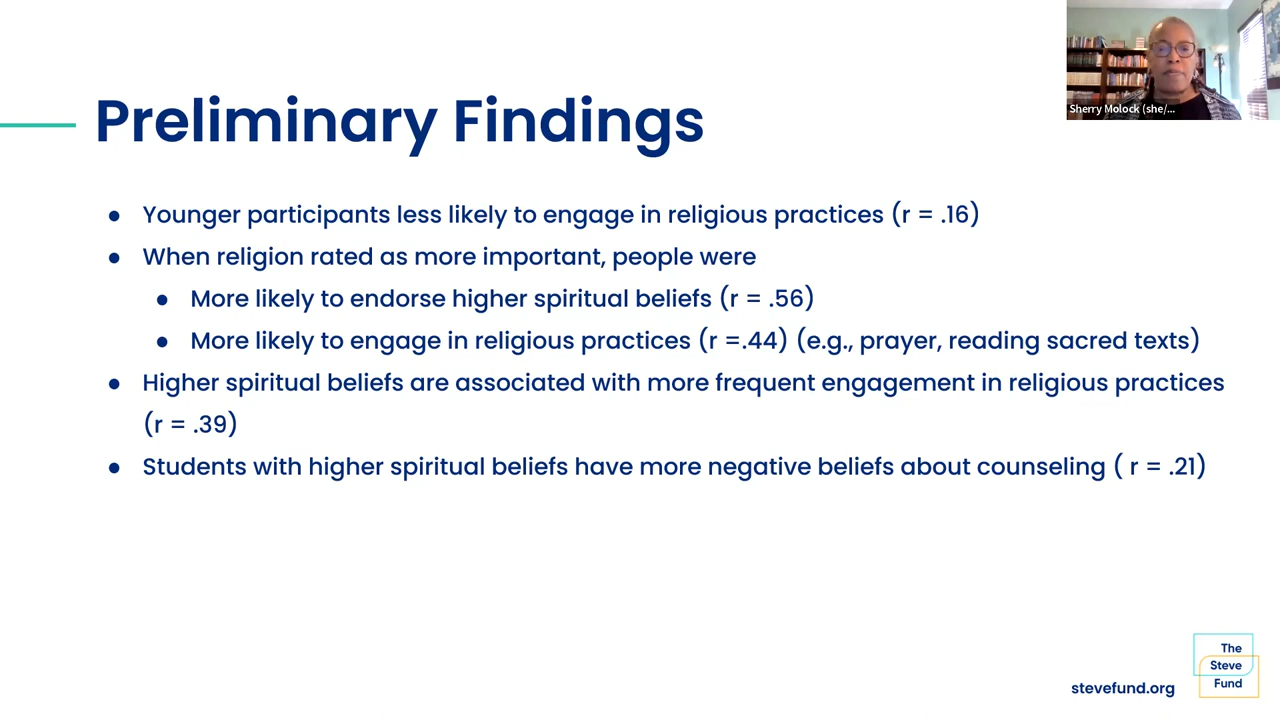 Sherry Molock (she/...
Preliminary Findings
● Younger participants less likely to engage in religious practices (r = .16)
● When religion rated as more important, people were
● More likely to endorse higher spiritual beliefs (r = .56)
● More likely to engage in religious practices (r =.44) (e.g., prayer, reading sacred texts)
● Higher spiritual beliefs are associated with more frequent engagement in religious practices
(r = .39)
● Students with higher spiritual beliefs have more negative beliefs about counseling ( r = .21)
stevefund.org
The
Steve
Fund